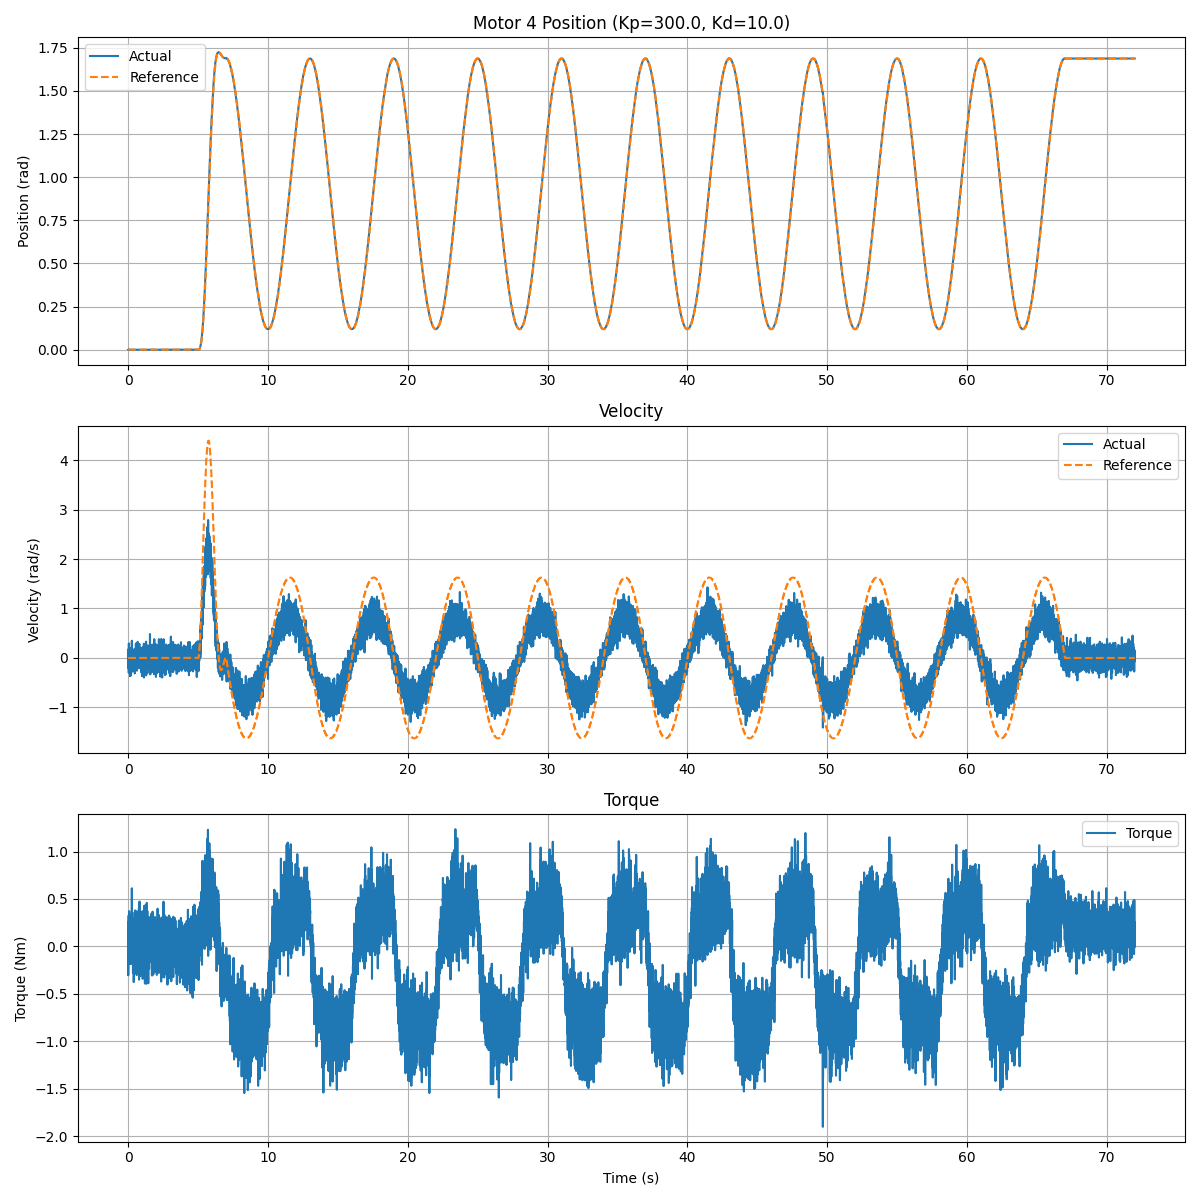 Motor 4 Position (Kp=300.0, Kd=10.0)
Actual
Reference
Position (rad)
1.75
1.50
1.25
1.00
0.75
0.50
0.25
0.00
0 10 20 30 40 50 60 70
Velocity
Actual
Reference
Velocity (rad/s)
4
3
2
1
0
−1
0 10 20 30 40 50 60 70
Torque
Torque
Torque (Nm)
1.0
0.5
0.0
−0.5
−1.0
−1.5
−2.0
0 10 20 30 40 50 60 70
Time (s)